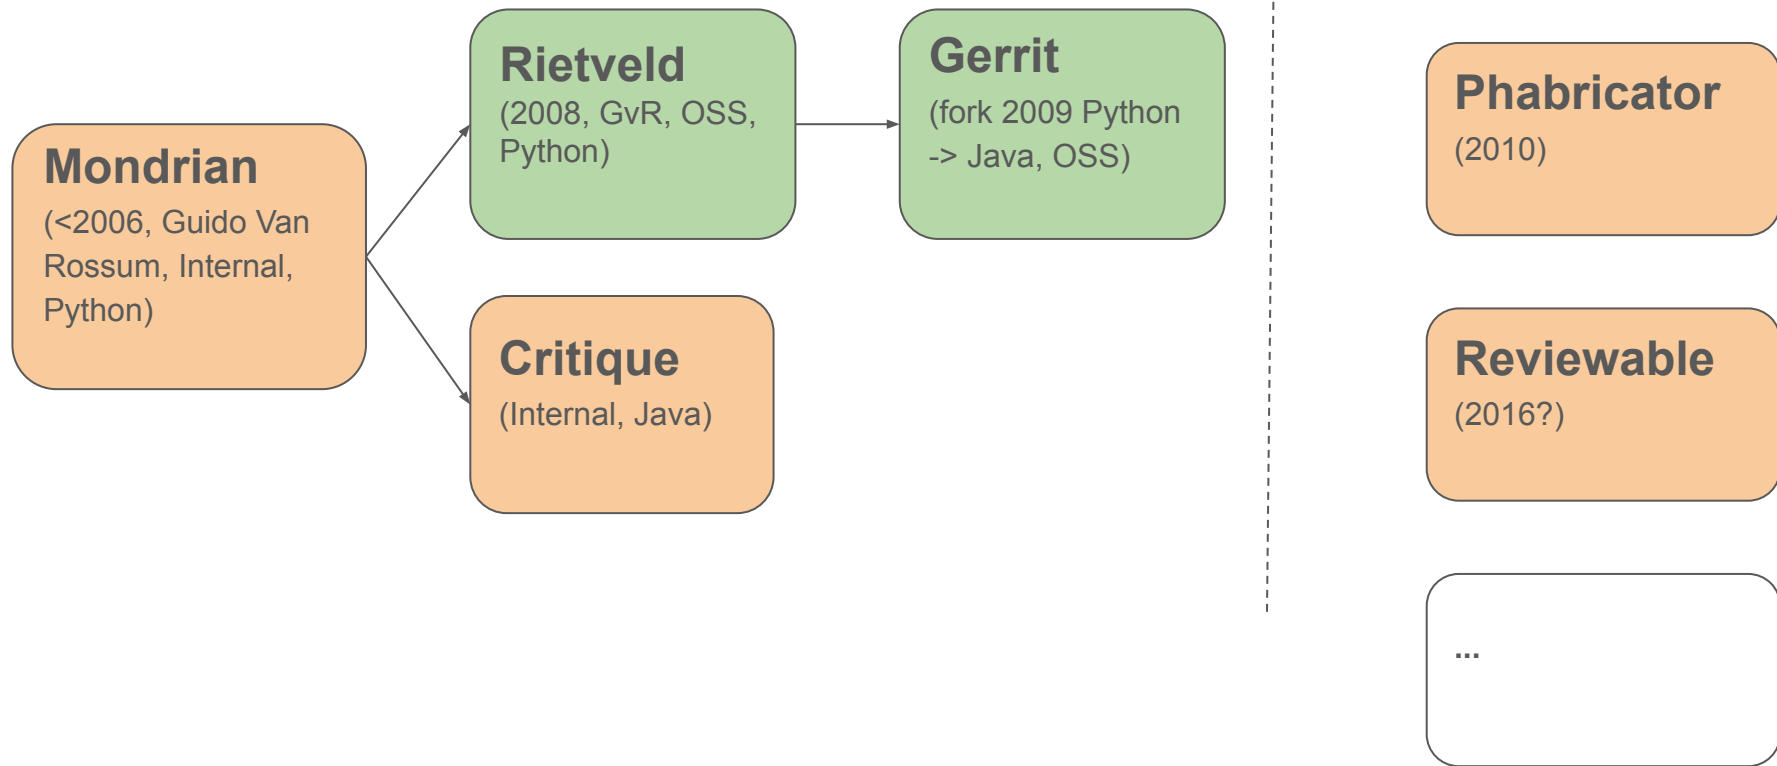 Mondrian
(<2006, Guido Van
Rossum, Internal,
Python)
Rietveld
(2008, GvR, OSS,
Python)
Critique
(Internal, Java)
Gerrit
(fork 2009 Python
-> Java, OSS)
Phabricator
(2010)
Reviewable
(2016?)
...